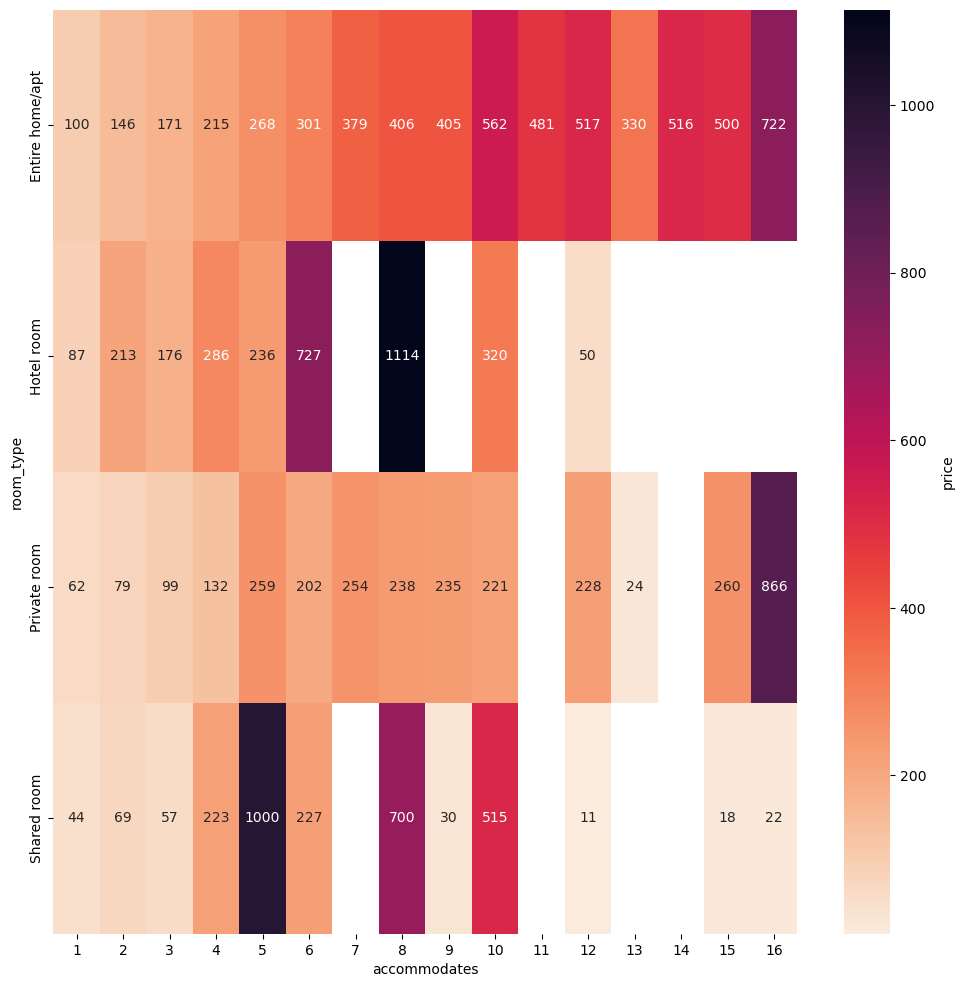 Entire home/apt
100 146 171 215 268 301 379 406 405 562 481 517 330 516 500 722
Hotel room
87 213 176 286 236 727 1114 320 50
Private room
62 79 99 132 259 202 254 238 235 221 228 24 260 866
Shared room
44 69 57 223 1000 227 700 30 515 11 18 22
room_type
1 2 3 4 5 6 7 8 9 10 11 12 13 14 15 16
accommodates
1000
800
600
400
200
price